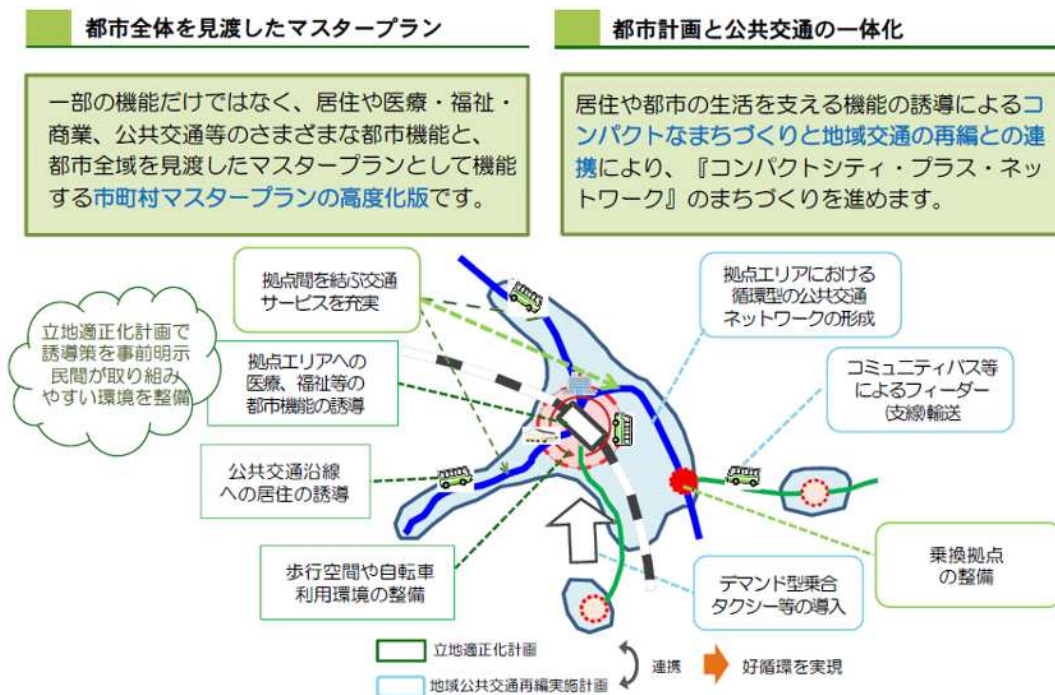 都市全体を見渡したマスタープラン
一部の機能だけではなく、居住や医療・福祉・
商業、公共交通等のさまざまな都市機能と、
都市全域を見渡したマスタープランとして機能
する市町村マスタープランの高度化版です。
都市計画と公共交通の一体化
居住や都市の生活を支える機能の誘導によるコ
ンパクトなまちづくりと地域交通の再編との連
携により、『コンパクトシティ・プラス・ネッ
トワーク』のまちづくりを進めます。
立地適正化計画で
誘導策を事前明示
民間が取り組み
やすい環境を整備
拠点間を結ぶ交通
サービスを充実
拠点エリアへの
医療、福祉等の
都市機能の誘導
公共交通沿線
への居住の誘導
歩行空間や自転車
利用環境の整備
拠点エリアにおける
循環型の公共交通
ネットワークの形成
コミュニティバス等
によるフィーダー
(支線)輸送
乗換拠点
の整備
デマンド型乗合
タクシー等の導入
立地適正化計画
地域公共交通再編実施計画
連携
好循環を実現